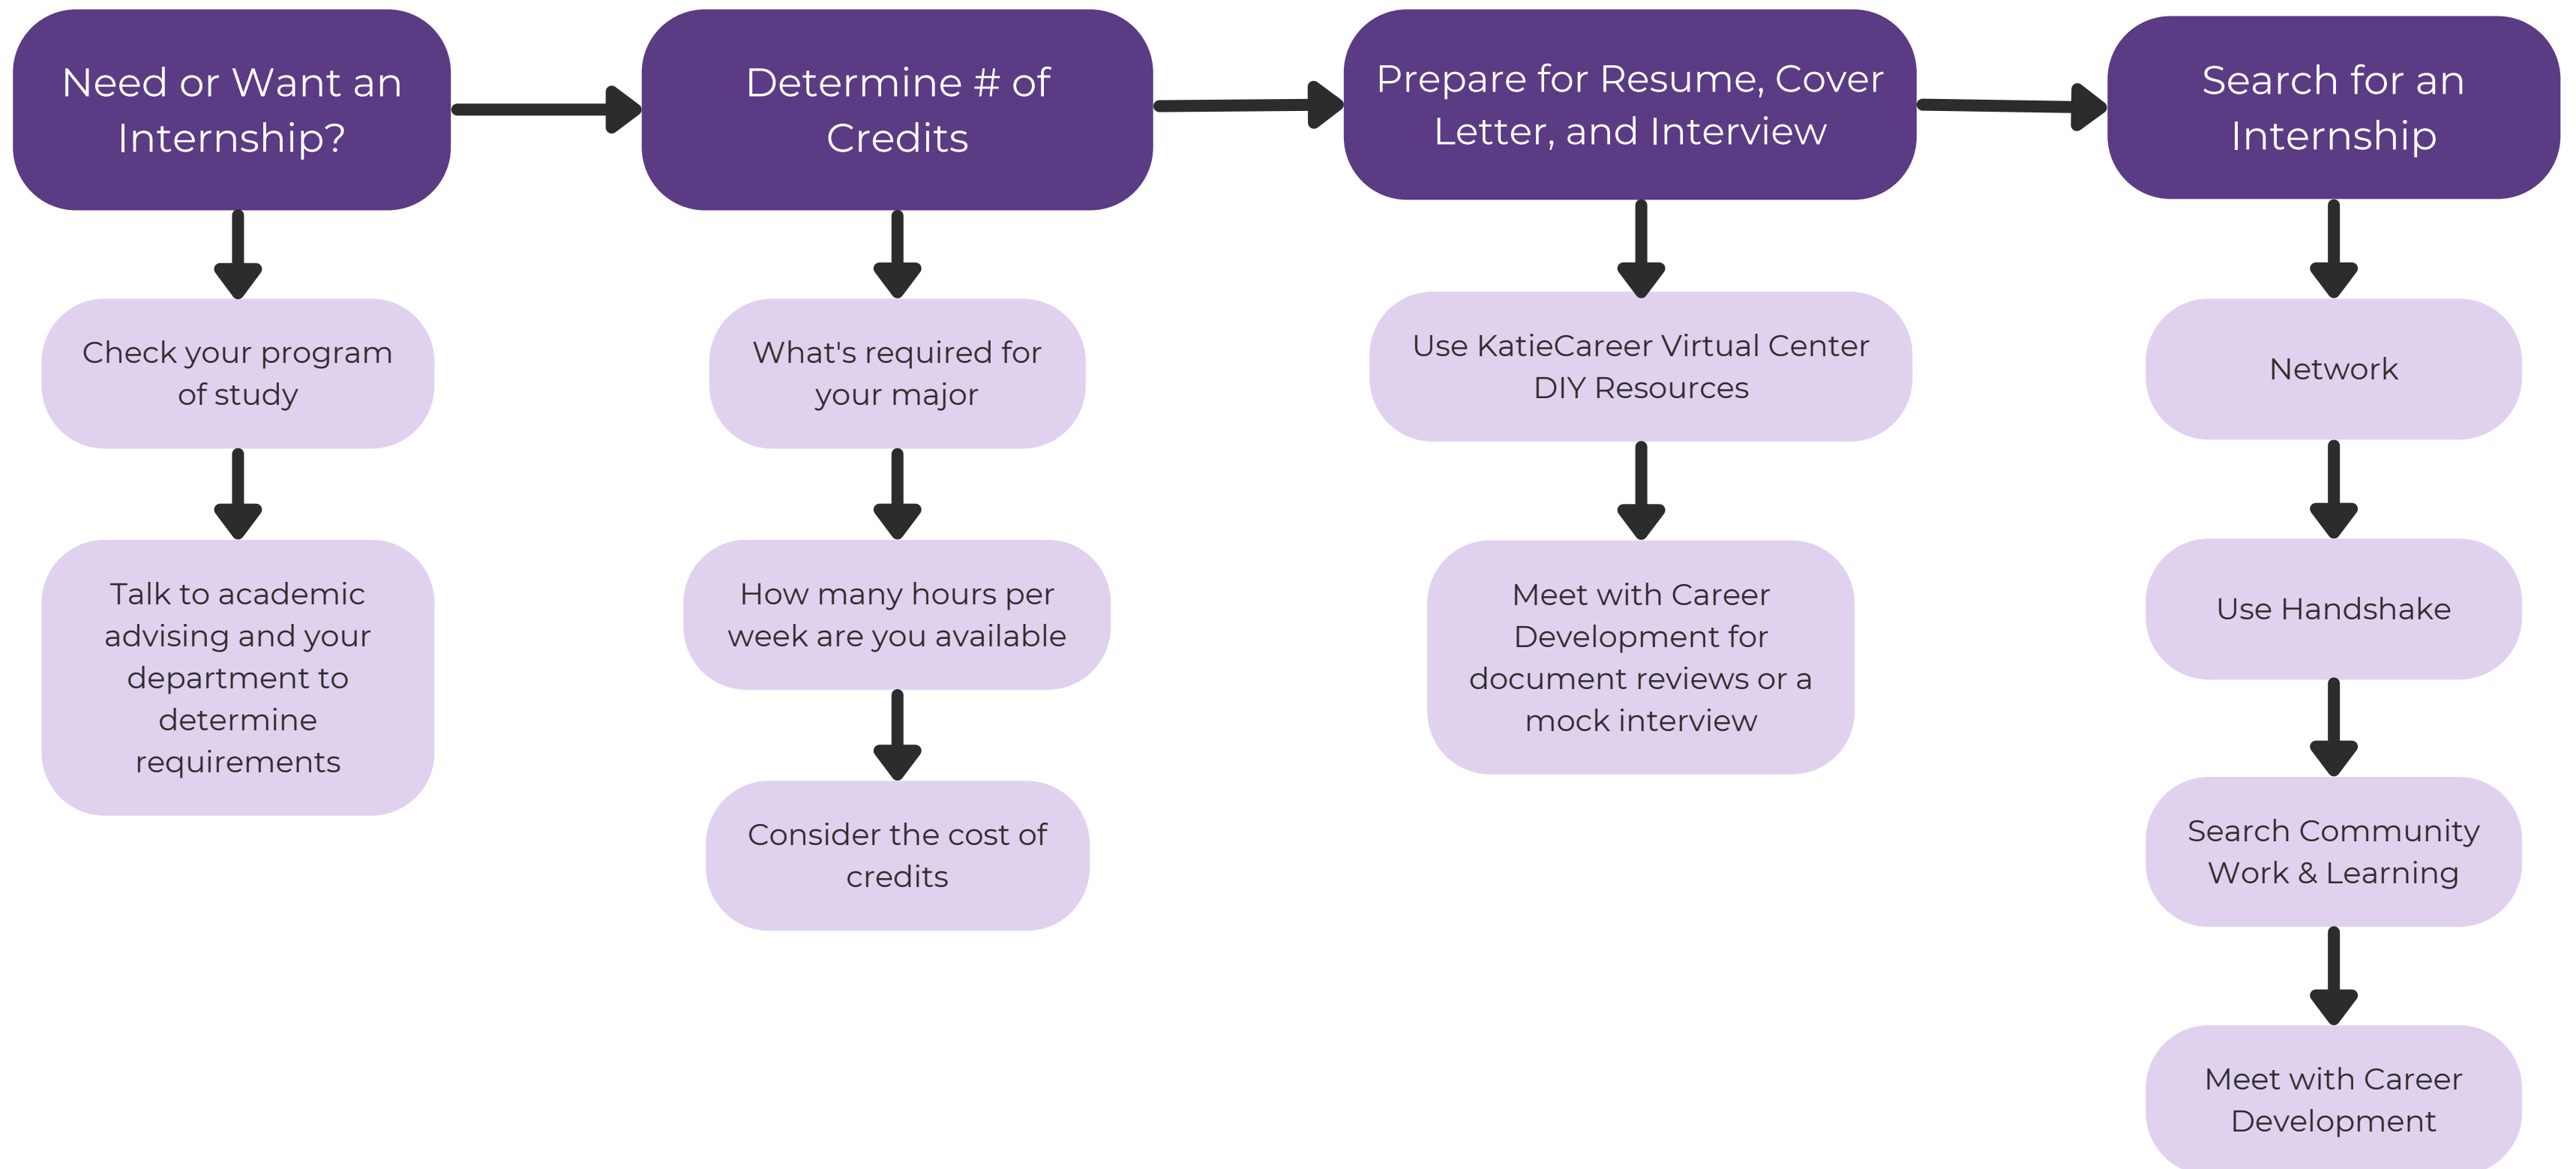 Need or Want an
Internship?
Check your program
of study
Talk to academic
advising and your
department to
determine
requirements
Determine # of
Credits
What's required for
your major
How many hours per
week are you available
Consider the cost of
credits
Prepare for Resume, Cover
Letter, and Interview
Use KatieCareer Virtual Center
DIY Resources
Meet with Career
Development for
document reviews or a
mock interview
Search for an
Internship
Network
Use Handshake
Search Community
Work & Learning
Meet with Career
Development